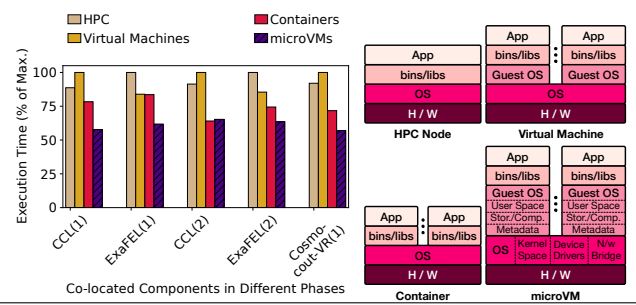 HPC
Virtual Machines
Containers
microVMs
Execution Time (% of Max.)
100
75
50
25
0
CCL(1)
ExaFEL(1)
CCL(2)
ExaFEL(2)
Cosmo-
cout-VR(1)
Co-located Components in Different Phases
App
bins/libs
OS
H / W
HPC Node
App
App
bins/libs
bins/libs
Guest OS
Guest OS
OS
H / W
Virtual Machine
App
App
bins/libs
bins/libs
OS
H / W
Container
App
App
bins/libs
bins/libs
Guest OS
Guest OS
User Space
User Space
Stor./Comp.
Stor./Comp.
Metadata
Metadata
OS
Kernel
Space
Device
Drivers
N/w
Bridge
H / W
microVM